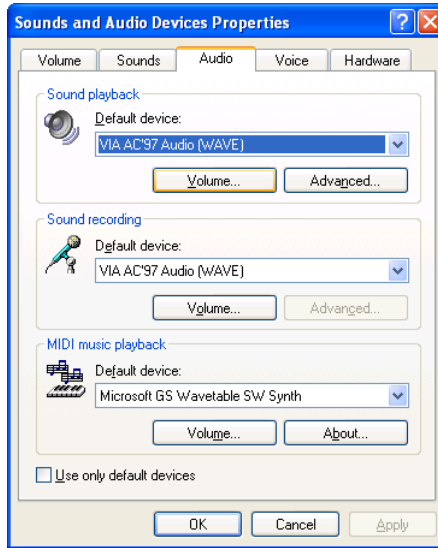 Sounds and Audio Devices Properties
Volume Sounds Audio Voice Hardware
Sound playback
Default device:
VIA AC'97 Audio (WAVE)
Volume... Advanced...
Sound recording
Default device:
VIA AC'97 Audio (WAVE)
Volume... Advanced...
MIDI music playback
Default device:
Microsoft GS Wavetable SW Synth
Volume... About...
Use only default devices
OK Cancel Apply